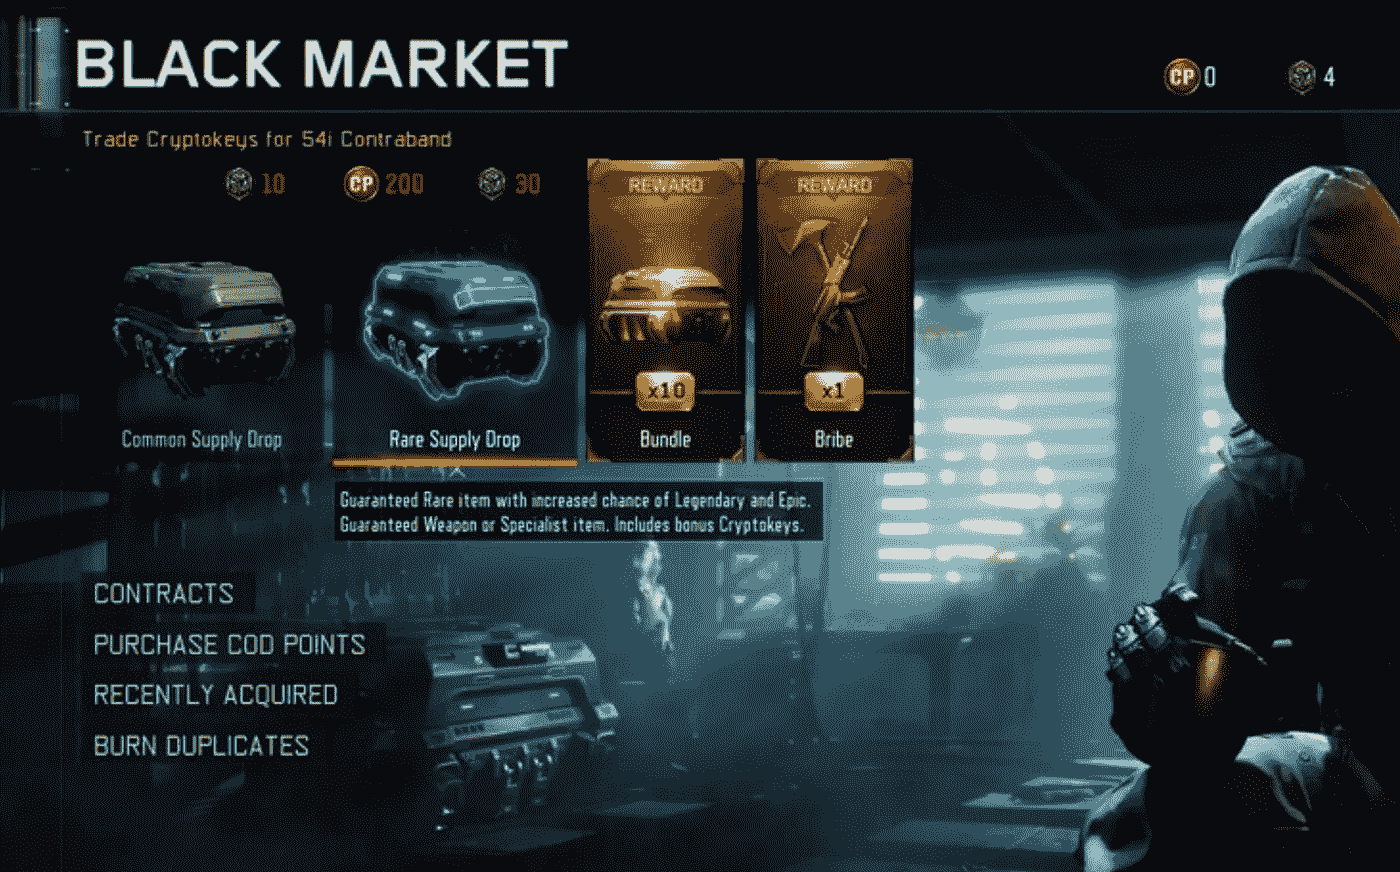 BLACK MARKET
CP 0
4
Trade Cryptokeys for 54i Contraband
10
CP 200
30
REWARD
REWARD
x10
x1
Common Supply Drop
Rare Supply Drop
Bundle
Bribe
Guaranteed Rare item with increased chance of Legendary and Epic.
Guaranteed Weapon or Specialist item. Includes bonus Cryptokeys.
CONTRACTS
PURCHASE COD POINTS
RECENTLY ACQUIRED
BURN DUPLICATES